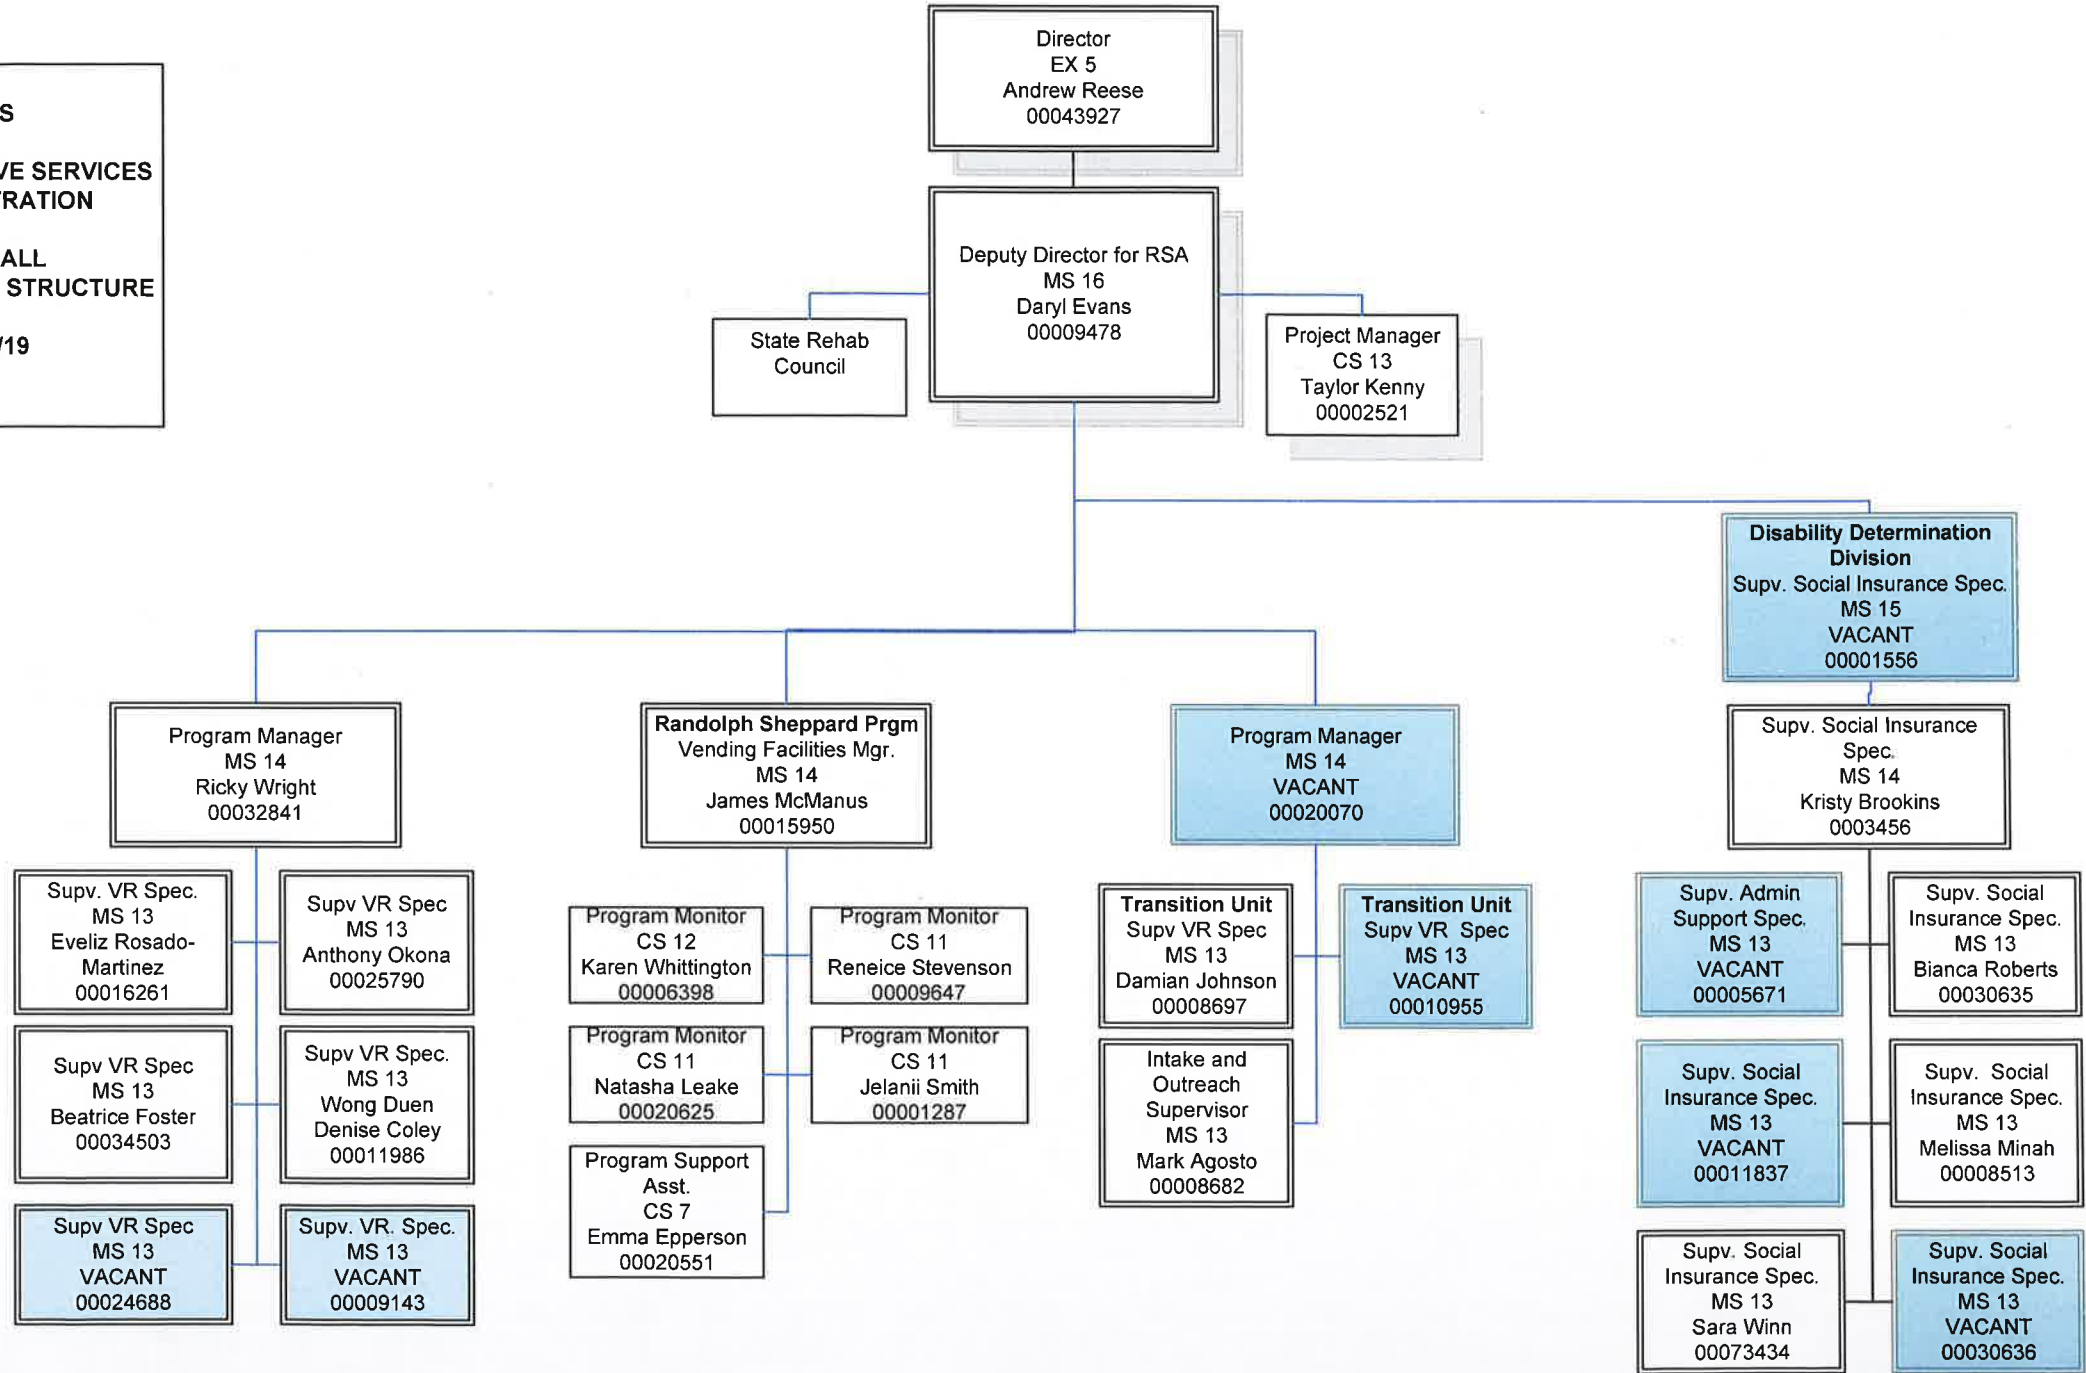 Director
EX 5
Andrew Reese
00043927
VE SERVICES
ALL
STRUCTURE
/19
Deputy Director for RSA
MS 16
Daryl Evans
00009478
State Rehab
Council
Project Manager
CS 13
Taylor Kenny
00002521
Disability Determination
Division
Supv. Social Insurance Spec.
MS 15
VACANT
00001556
Program Manager
MS 14
Ricky Wright
00032841
Randolph Sheppard Prgm
Vending Facilities Mgr.
MS 14
James McManus
00015950
Program Manager
MS 14
VACANT
00020070
Supv. Social Insurance
Spec.
MS 14
Kristy Brookins
0003456
Supv. VR Spec.
MS 13
Eveliz Rosado-
Martinez
00016261
Supv VR Spec
MS 13
Anthony Okona
00025790
Supv VR Spec
MS 13
Beatrice Foster
00034503
Supv VR Spec.
MS 13
Wong Duen
Denise Coley
00011986
Supv VR Spec
MS 13
VACANT
00024688
Supv. VR. Spec.
MS 13
VACANT
00009143
Program Monitor
CS 12
Karen Whittington
00006398
Program Monitor
CS 11
Reneice Stevenson
00009647
Program Monitor
CS 11
Natasha Leake
00020625
Program Monitor
CS 11
Jelanii Smith
00001287
Program Support
Asst.
CS 7
Emma Epperson
00020551
Transition Unit
Supv VR Spec
MS 13
Damian Johnson
00008697
Transition Unit
Supv VR Spec
MS 13
VACANT
00010955
Intake and
Outreach
Supervisor
MS 13
Mark Agosto
00008682
Supv. Admin
Support Spec.
MS 13
VACANT
00005671
Supv. Social
Insurance Spec.
MS 13
Bianca Roberts
00030635
Supv. Social
Insurance Spec.
MS 13
VACANT
00011837
Supv. Social
Insurance Spec.
MS 13
Melissa Minah
00008513
Supv. Social
Insurance Spec.
MS 13
Sara Winn
00073434
Supv. Social
Insurance Spec.
MS 13
VACANT
00030636